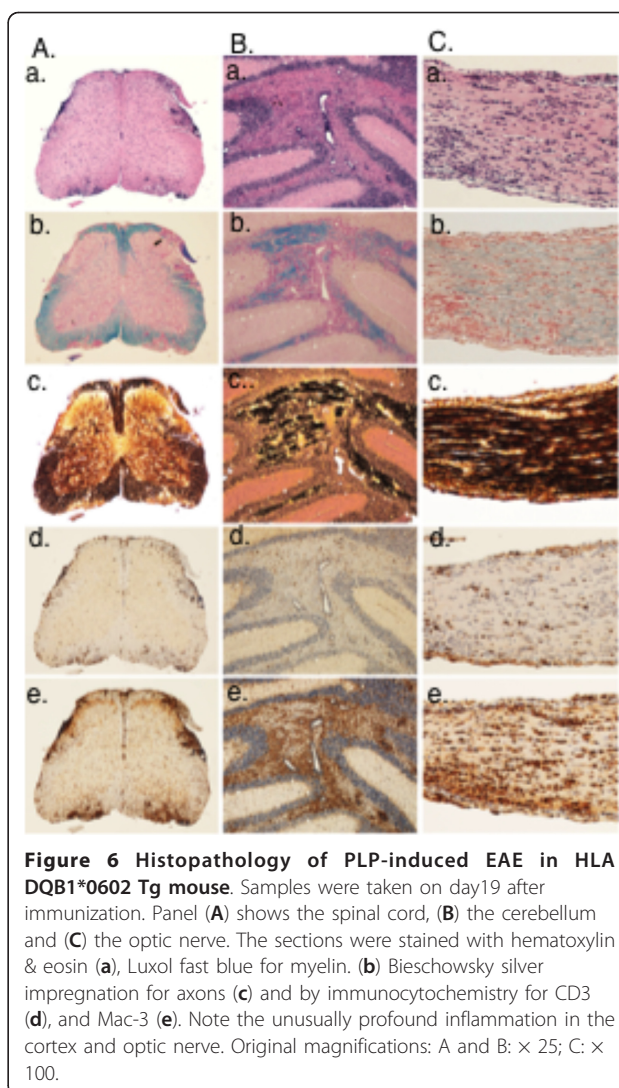 A. B. C.
a. a. a.
b. b. b.
c. c.. c.
d. d. d.
e. e. e.
Figure 6 Histopathology of PLP-induced EAE in HLA
DQB1*0602 Tg mouse. Samples were taken on day19 after
immunization. Panel (A) shows the spinal cord, (B) the cerebellum
and (C) the optic nerve. The sections were stained with hematoxylin
& eosin (a), Luxol fast blue for myelin. (b) Bieschowsky silver
impregnation for axons (c) and by immunocytochemistry for CD3
(d), and Mac-3 (e). Note the unusually profound inflammation in the
cortex and optic nerve. Original magnifications: A and B: × 25; C: ×
100.